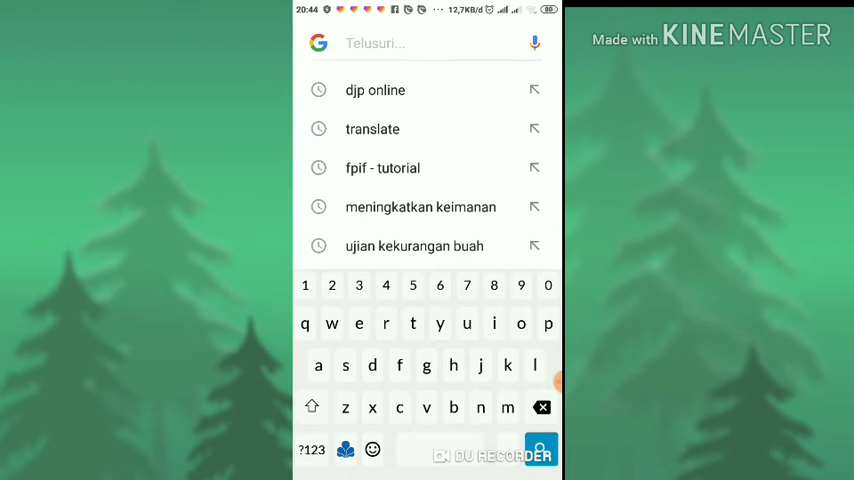 20:44 ... 12,7KB/d 80
Made with KINEMASTER
G Telusuri...
djp online
translate
fpif - tutorial
meningkatkan keimanan
ujian kekurangan buah
1 2 3 4 5 6 7 8 9 0
q w e r t y u i o p
a s d f g h j k l
z x c v b n m
?123
DU RECORDER